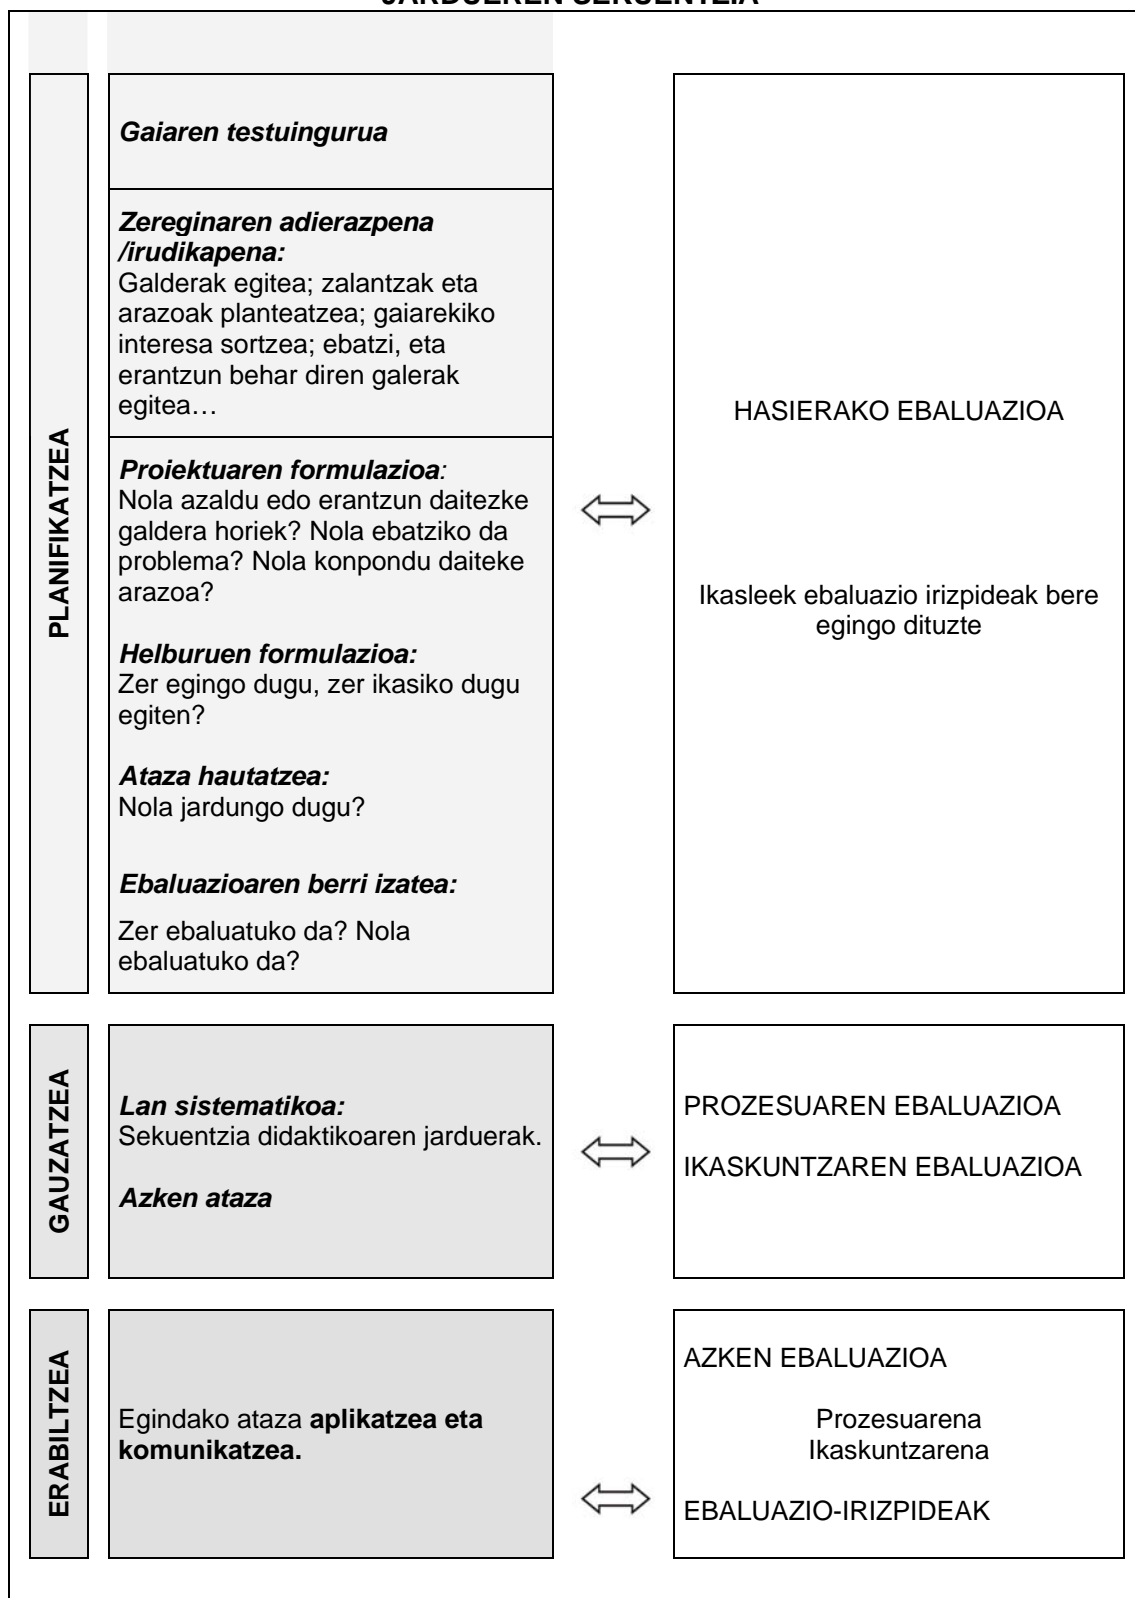 JARDUEREN SEKUENTZIA
PLANIFIKATZEA
Gaiaren testuingurua
Zereginaren adierazpena
/irudikapena:
Galderak egitea; zalantzak eta
arazoak planteatzea; gaiarekiko
interesa sortzea; ebatzi, eta
erantzun behar diren galerak
egitea…
Proiektuaren formulazioa:
Nola azaldu edo erantzun daitezke
galdera horiek? Nola ebatziko da
problema? Nola konpondu daiteke
arazoa?
Helburuen formulazioa:
Zer egingo dugu, zer ikasiko dugu
egiten?
Ataza hautatzea:
Nola jardungo dugu?
Ebaluazioaren berri izatea:
Zer ebaluatuko da? Nola
ebaluatuko da?
HASIERAKO EBALUAZIOA
Ikasleek ebaluazio irizpideak bere
egingo dituzte
GAUZATZEA
Lan sistematikoa:
Sekuentzia didaktikoaren jarduerak.
Azken ataza
PROZESUAREN EBALUAZIOA
IKASKUNTZAREN EBALUAZIOA
ERABILTZEA
Egindako ataza aplikatzea eta
komunikatzea.
AZKEN EBALUAZIOA
Prozesuarena
Ikaskuntzarena
EBALUAZIO-IRIZPIDEAK